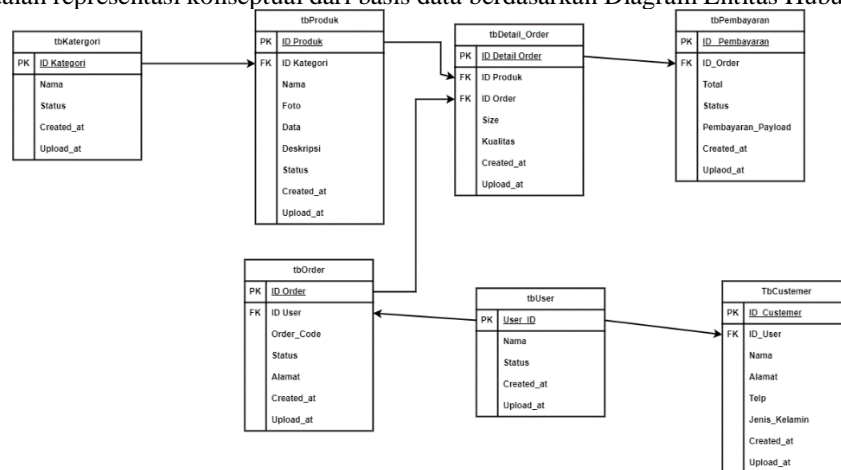 adalah representasi konseptual dari basis data berdasarkan Diagram Entitas Hubu
tbKatergori
PK ID Kategori
Nama
Status
Created_at
Upload_at
tbProduk
PK ID Produk
FK ID Kategori
Nama
Foto
Data
Deskripsi
Status
Created_at
Upload_at
tbDetail_Order
PK ID Detail Order
FK ID Produk
FK ID Order
Size
Kualitas
Created_at
Upload_at
tbPembayaran
PK ID_ Pembayaran
FK ID_Order
Total
Status
Pembayaran_Payload
Created_at
Uplaod_at
tbOrder
PK ID Order
FK ID User
Order_Code
Status
Alamat
Created_at
Upload_at
tbUser
PK User_ID
Nama
Status
Created_at
Upload_at
TbCustemer
PK ID_Custemer
FK ID_User
Nama
Alamat
Telp
Jenis_Kelamin
Created_at
Upload_at